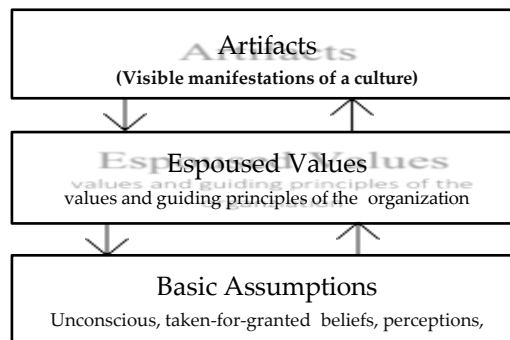 Artifacts
(Visible manifestations of a culture)
Espoused Values
values and guiding principles of the organization
Basic Assumptions
Unconscious, taken-for-granted beliefs, perceptions,